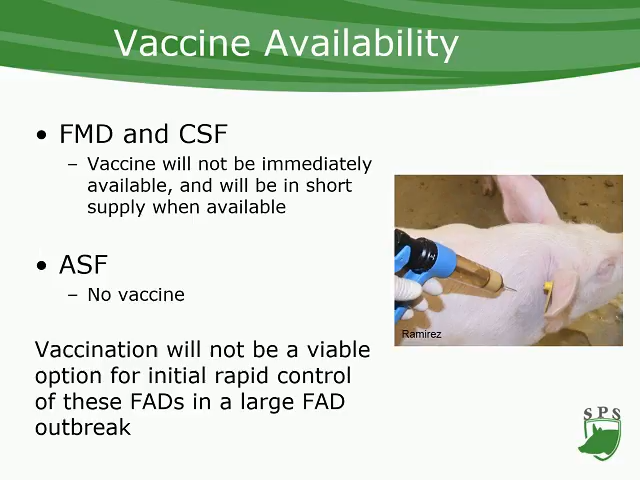 Vaccine Availability
• FMD and CSF
– Vaccine will not be immediately
available, and will be in short
supply when available
• ASF
– No vaccine
Vaccination will not be a viable
option for initial rapid control
of these FADs in a large FAD
outbreak
Ramirez
SPS